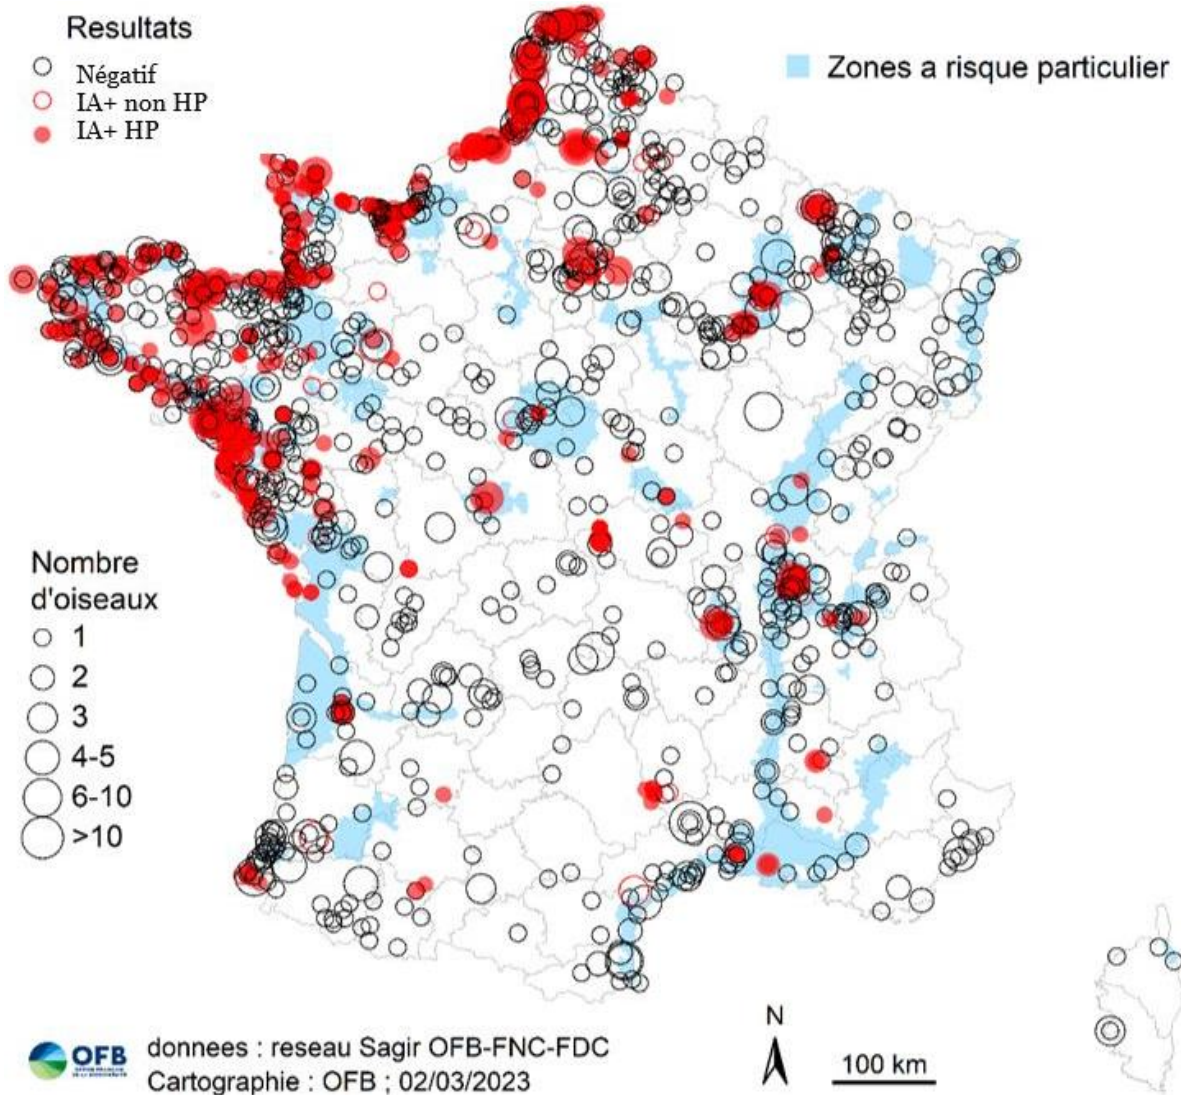 Resultats
Négatif
IA+ non HP
IA+ HP
Zones a risque particulier
Nombre
d'oiseaux
1
2
3
4-5
6-10
>10
N
100 km
OFB
donnees : reseau Sagir OFB-FNC-FDC
Cartographie : OFB ; 02/03/2023